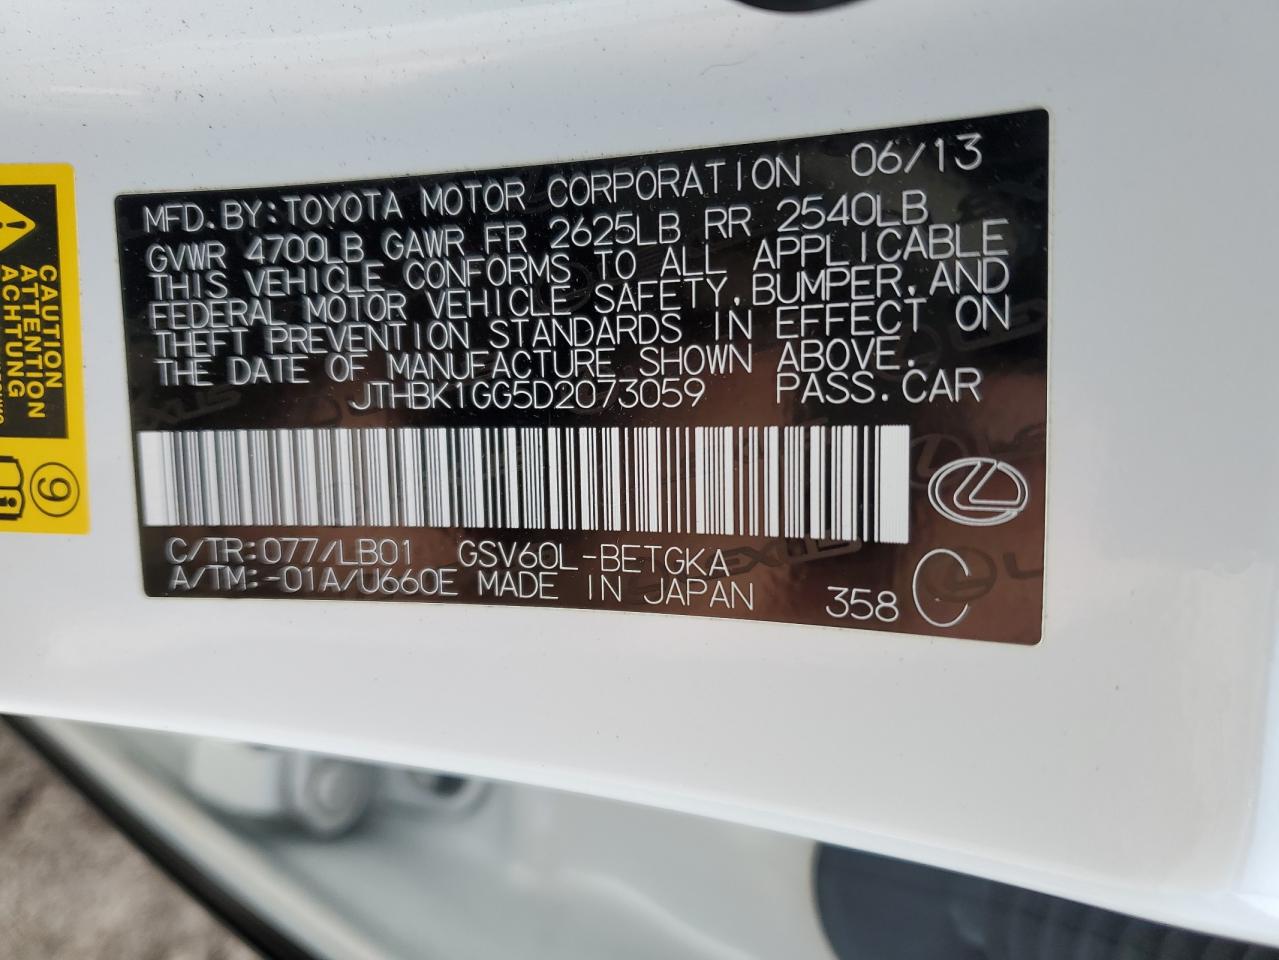 MFD.BY:TOYOTA MOTOR CORPORATION 06/13
GVWR 4700LB GAWR FR 2625LB RR 2540LB
THIS VEHICLE CONFORMS TO ALL APPLICABLE
FEDERAL MOTOR VEHICLE SAFETY,BUMPER,AND
THEFT PREVENTION STANDARDS IN EFFECT ON
THE DATE OF MANUFACTURE SHOWN ABOVE.
JTHBK1GG5D2073059 PASS.CAR
C/TR:077/LB01 GSV60L-BETGKA
A/TM:-01A/U660E MADE IN JAPAN 358
CAUTION
ATTENTION
ACHTUNG
9